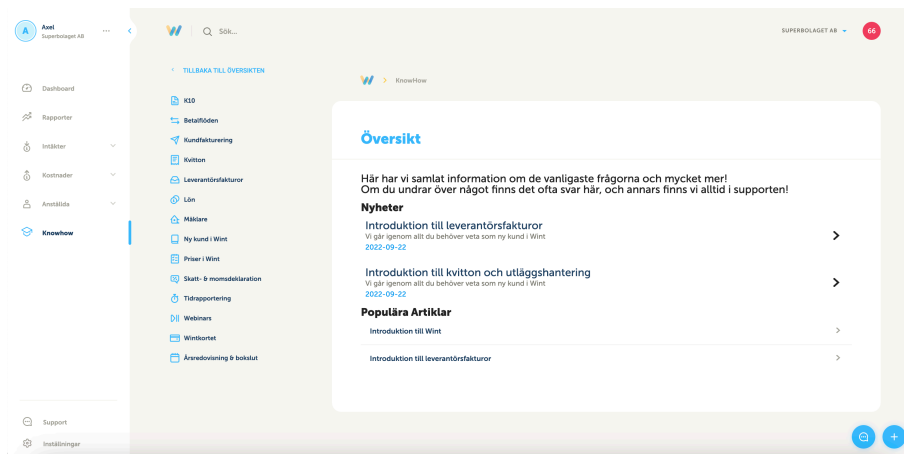 A
Axel
Superbolaget AB
...
Dashboard
Rapporter
Intäkter
Kostnader
Anställda
Knowhow
Support
Inställningar
W
Sök...
SUPERBOLAGET AB
66
TILLBAKA TILL ÖVERSIKTEN
K10
Betalflöden
Kundfakturering
Kvitton
Leverantörsfakturor
Lön
Mäklare
Ny kund i Wint
Priser i Wint
Skatt- & momsdeklaration
Tidrapportering
Webinars
Wintkortet
Årsredovisning & bokslut
W
KnowHow
Översikt
Här har vi samlat information om de vanligaste frågorna och mycket mer!
Om du undrar över något finns det ofta svar här, och annars finns vi alltid i supporten!
Nyheter
Introduktion till leverantörsfakturor
Vi går igenom allt du behöver veta som ny kund i Wint
2022-09-22
Introduktion till kvitton och utläggshantering
Vi går igenom allt du behöver veta som ny kund i Wint
2022-09-22
Populära Artiklar
Introduktion till Wint
Introduktion till leverantörsfakturor